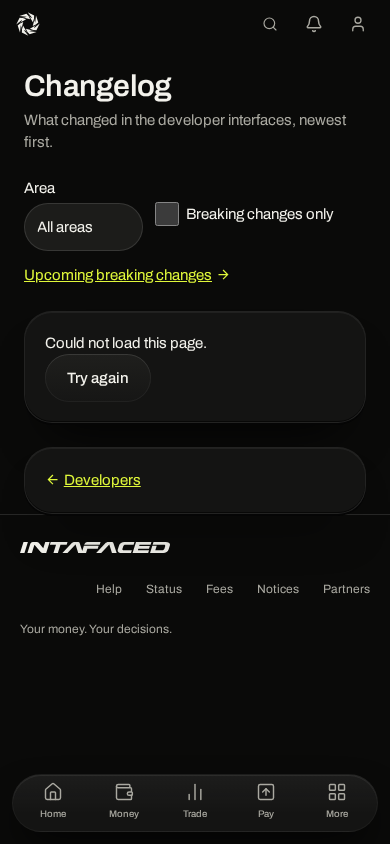 Changelog
What changed in the developer interfaces, newest
first.
Area
All areas
Breaking changes only
Upcoming breaking changes →
Could not load this page.
Try again
← Developers
INTAFACED
Help Status Fees Notices Partners
Your money. Your decisions.
Home Money Trade Pay More